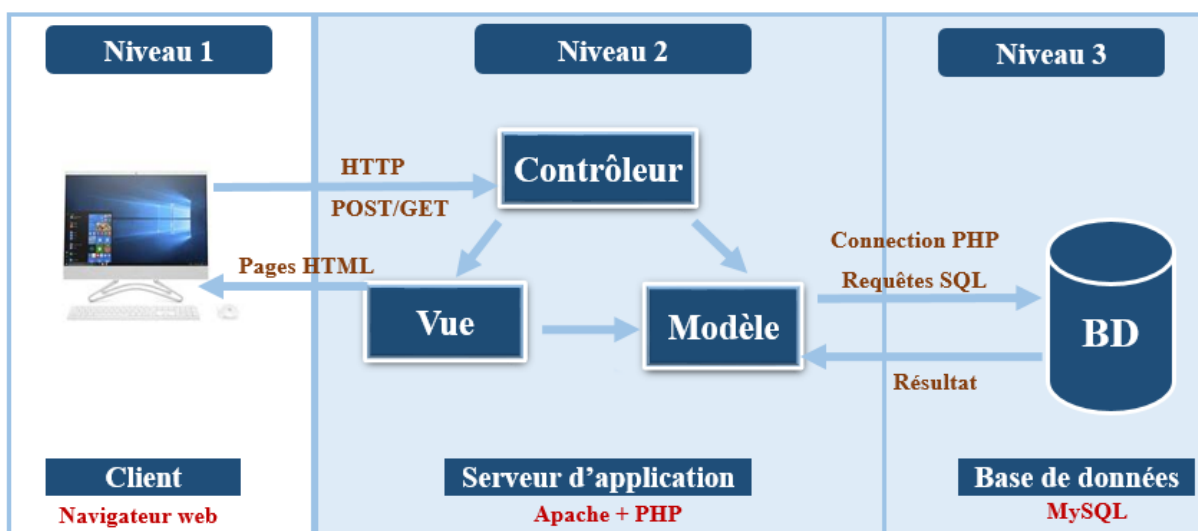 Niveau 1
Niveau 2
Niveau 3
HTTP
POST/GET
Contrôleur
Pages HTML
Vue
Modèle
Connection PHP
Requêtes SQL
BD
Résultat
Client
Navigateur web
Serveur d'application
Apache + PHP
Base de données
MySQL